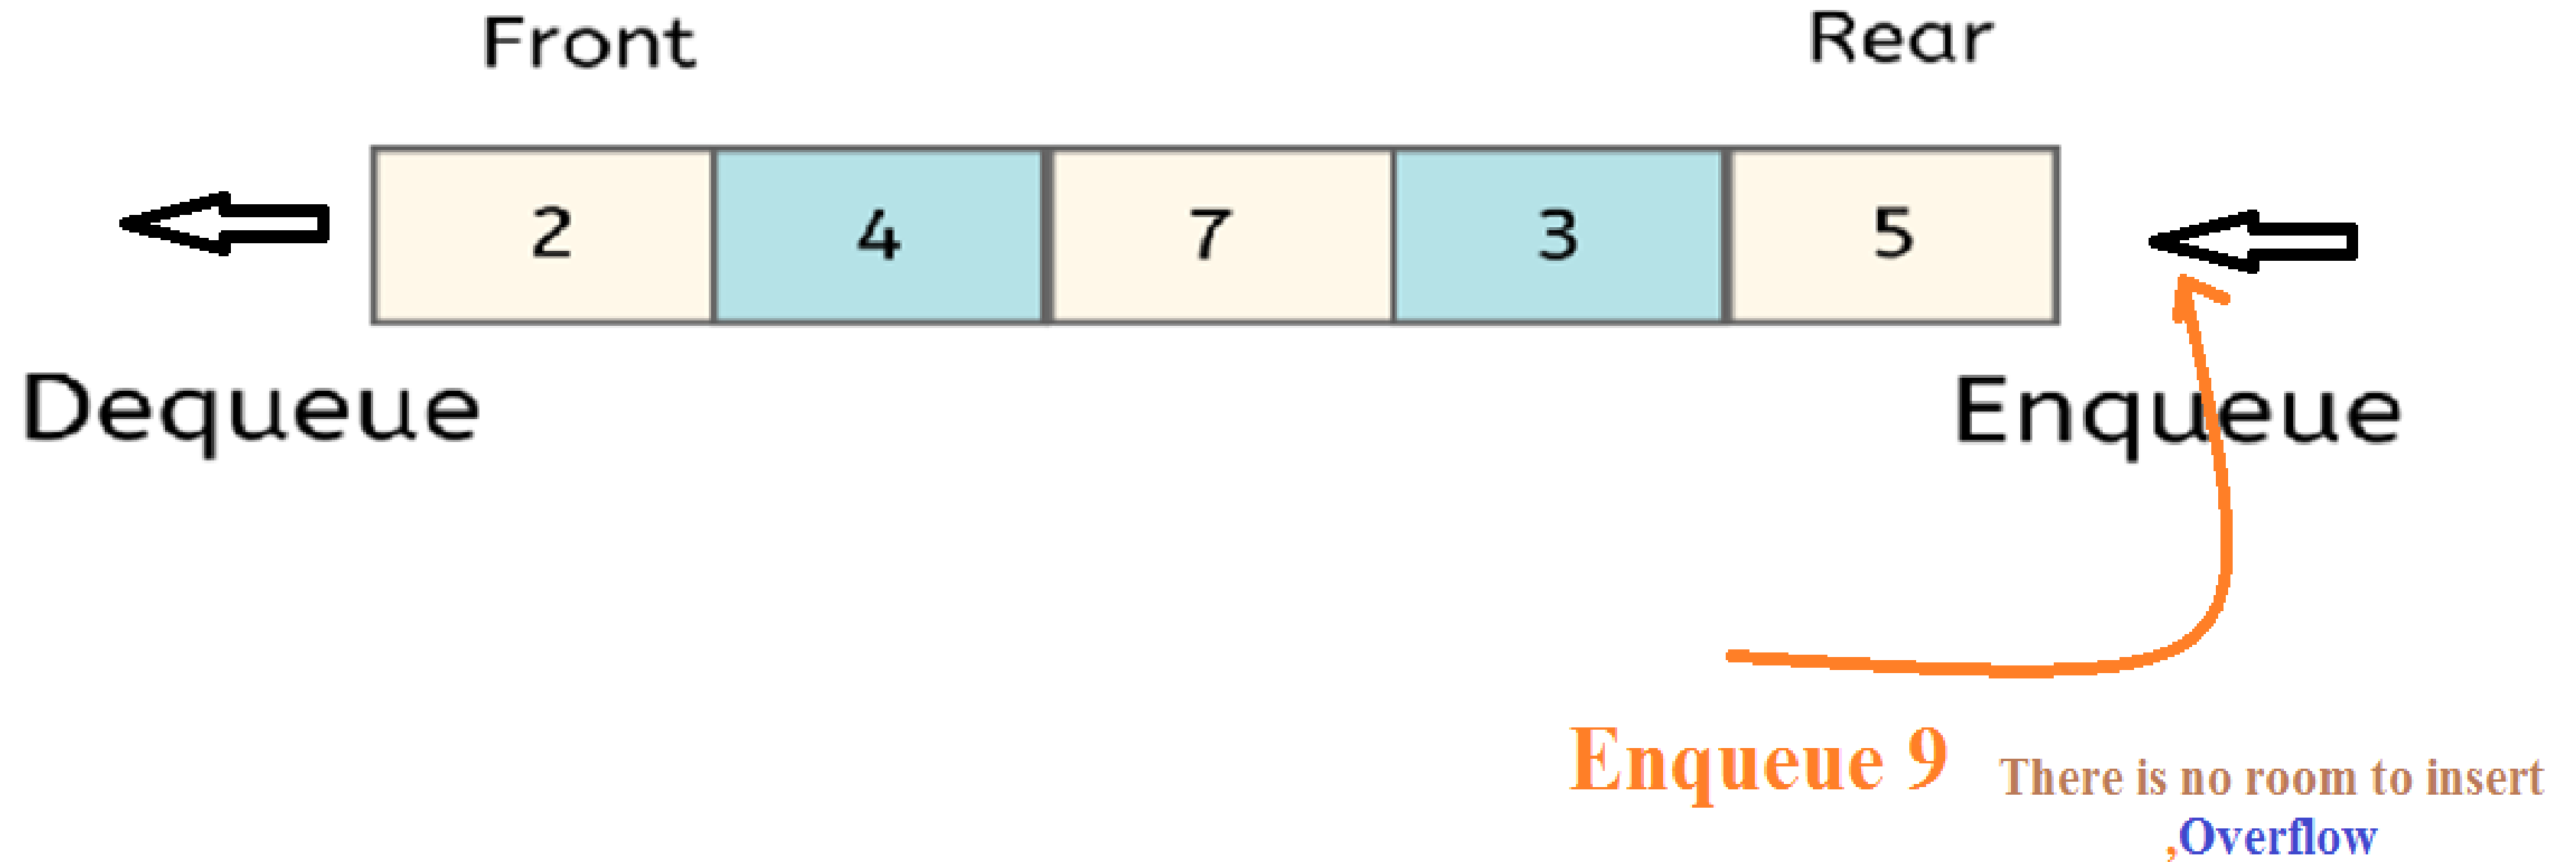 Front Rear
2 4 7 3 5
Dequeue Enqueue
Enqueue 9 There is no room to insert
,Overflow